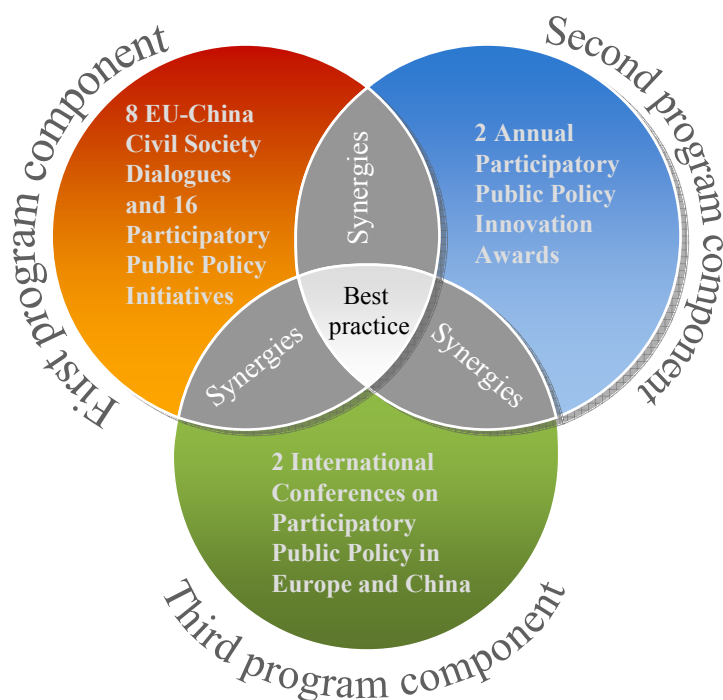 First program component
Second program component
8 EU-China
Civil Society
Dialogues
and 16
Participatory
Public Policy
Initiatives
Synergies
2 Annual
Participatory
Public Policy
Innovation
Awards
Best
practice
Synergies
Synergies
2 International
Conferences on
Participatory
Public Policy in
Europe and China
Third program component